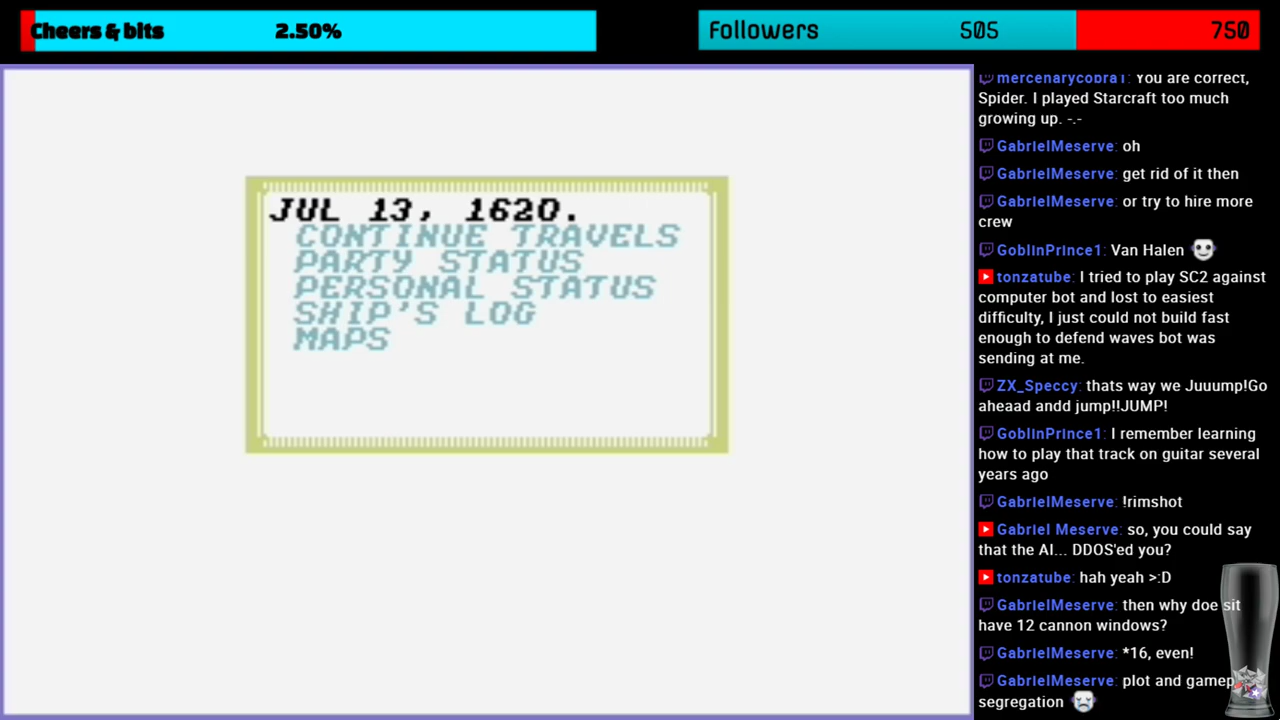 Cheers & bits 2.50%
Followers 505 750
JUL 13, 1620.
CONTINUE TRAVELS
PARTY STATUS
PERSONAL STATUS
SHIP'S LOG
MAPS
mercenarycobra1: You are correct,
Spider. I played Starcraft too much
growing up. -.-
GabrielMeserve: oh
GabrielMeserve: get rid of it then
GabrielMeserve: or try to hire more
crew
GoblinPrince1: Van Halen
tonzatube: I tried to play SC2 against
computer bot and lost to easiest
difficulty, I just could not build fast
enough to defend waves bot was
sending at me.
ZX_Speccy: thats way we Juuump!Go
aheaad andd jump!!JUMP!
GoblinPrince1: I remember learning
how to play that track on guitar several
years ago
GabrielMeserve: !rimshot
Gabriel Meserve: so, you could say
that the AI... DDOS'ed you?
tonzatube: hah yeah >:D
GabrielMeserve: then why doe sit
have 12 cannon windows?
GabrielMeserve: *16, even!
GabrielMeserve: plot and gamep
segregation